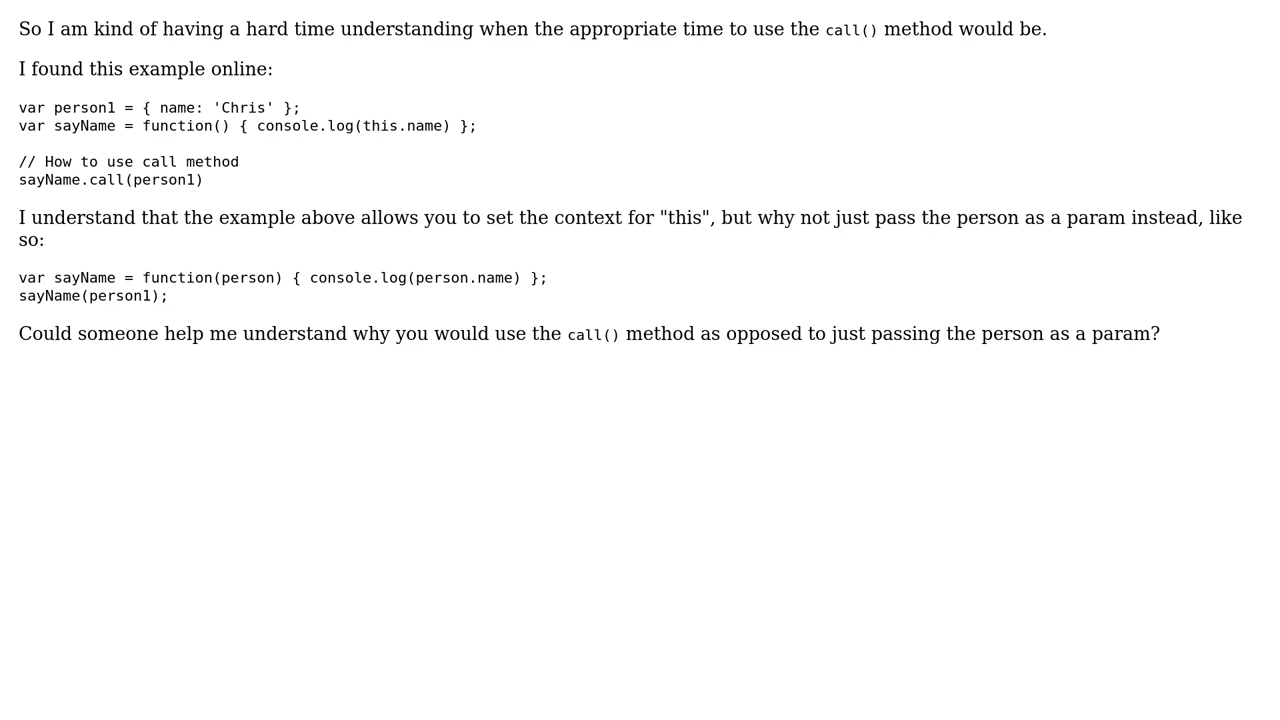 So I am kind of having a hard time understanding when the appropriate time to use the call() method would be.
I found this example online:
var person1 = { name: 'Chris' };
var sayName = function() { console.log(this.name) };
// How to use call method
sayName.call(person1)
I understand that the example above allows you to set the context for "this", but why not just pass the person as a param instead, like
so:
var sayName = function(person) { console.log(person.name) };
sayName(person1);
Could someone help me understand why you would use the call() method as opposed to just passing the person as a param?